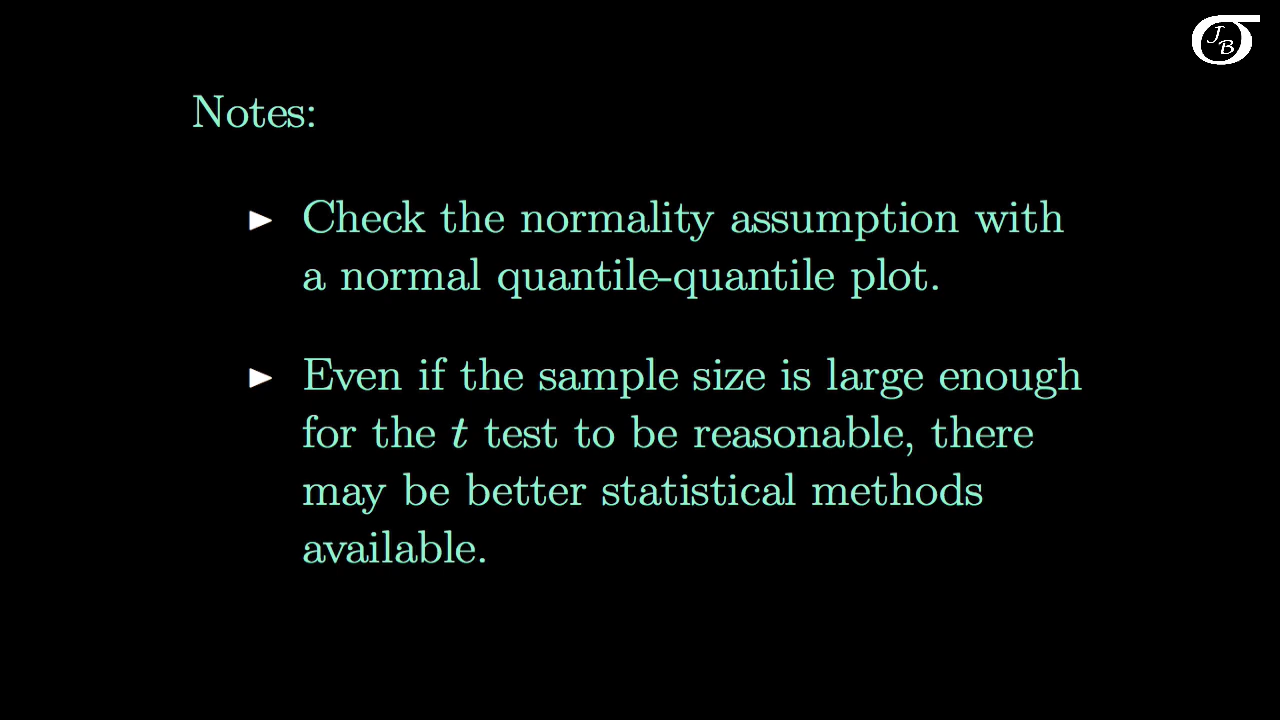 JB
Notes:
► Check the normality assumption with
a normal quantile-quantile plot.
► Even if the sample size is large enough
for the t test to be reasonable, there
may be better statistical methods
available.